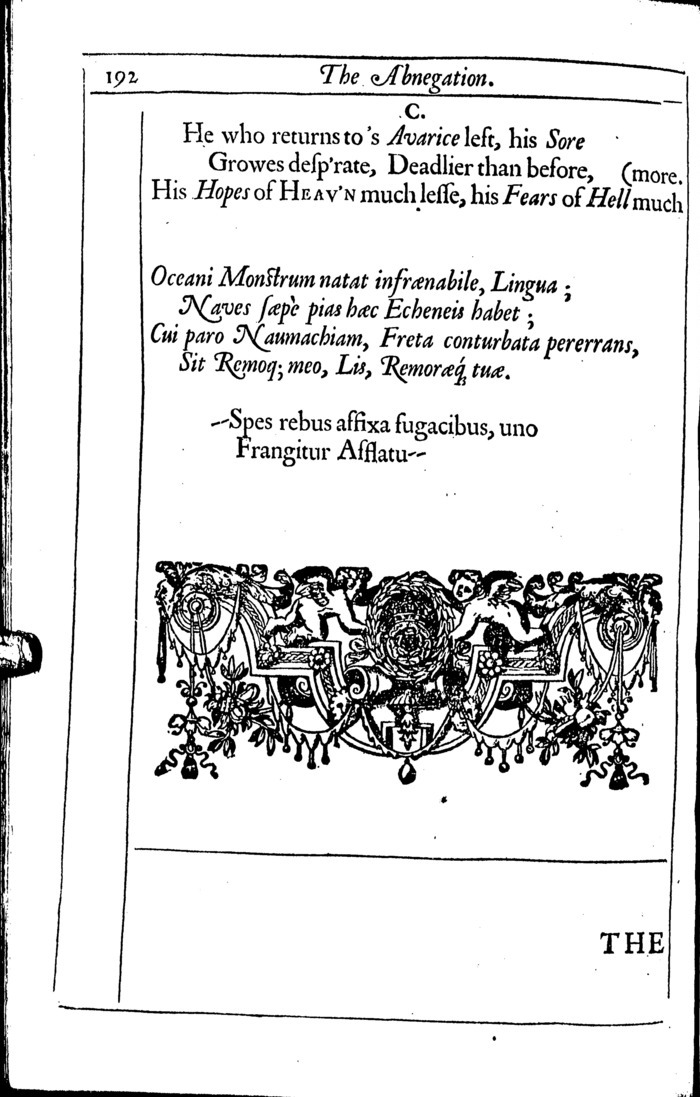 192 The Abnegation.
C.
He who returns to's Avarice left, his Sore
Growes deſp'rate, Deadlier than before, (more.
His Hopes of HEAV'N much leſſe, his Fears of Hell much
Oceani Monſtrum natat infrænabile, Lingua;
Naves ſæpè pias hæc Echeneis habet;
Cui paro Naumachiam, Freta conturbata pererrans,
Sit Remoq; meo, Lis, Remoræq́; tuæ.
--Spes rebus affixa fugacibus, uno
Frangitur Afflatu--
THE